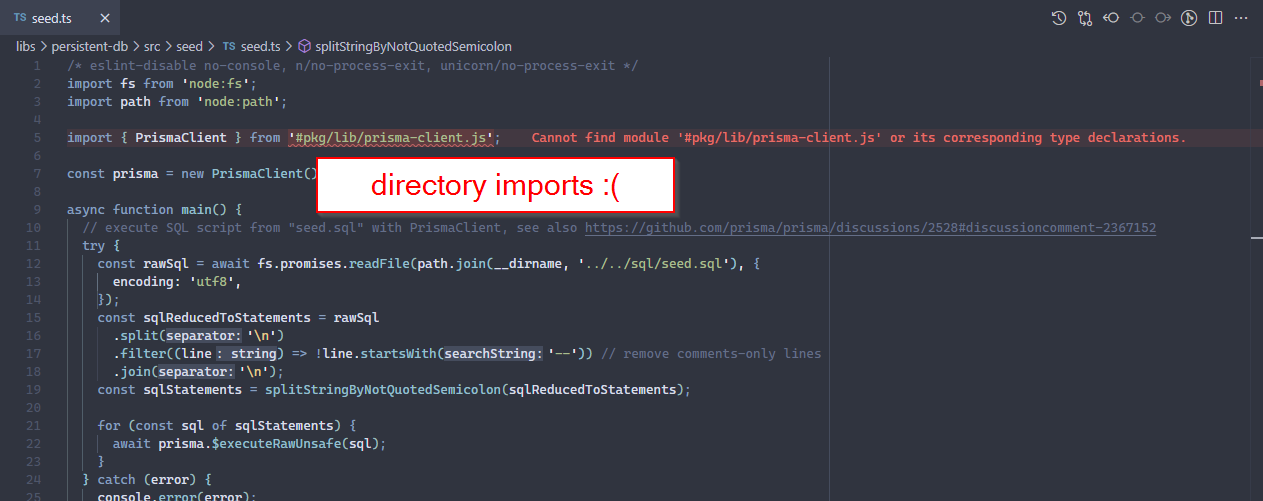 TS seed.ts ×
libs > persistent-db > src > seed > TS seed.ts > splitStringByNotQuotedSemicolon
1 /* eslint-disable no-console, n/no-process-exit, unicorn/no-process-exit */
2 import fs from 'node:fs';
3 import path from 'node:path';
4
5 import { PrismaClient } from '#pkg/lib/prisma-client.js'; Cannot find module '#pkg/lib/prisma-client.js' or its corresponding type declarations.
6
7 const prisma = new PrismaClient()
directory imports :(
8
9 async function main() {
10 // execute SQL script from "seed.sql" with PrismaClient, see also https://github.com/prisma/prisma/discussions/2528#discussioncomment-2367152
11 try {
12 const rawSql = await fs.promises.readFile(path.join(__dirname, '../../sql/seed.sql'), {
13 encoding: 'utf8',
14 });
15 const sqlReducedToStatements = rawSql
16 .split(separator: '\n')
17 .filter((line: string) => !line.startsWith(searchString: '--')) // remove comments-only lines
18 .join(separator: '\n');
19 const sqlStatements = splitStringByNotQuotedSemicolon(sqlReducedToStatements);
20
21 for (const sql of sqlStatements) {
22 await prisma.$executeRawUnsafe(sql);
23 }
24 } catch (error) {
25 console.error(error);